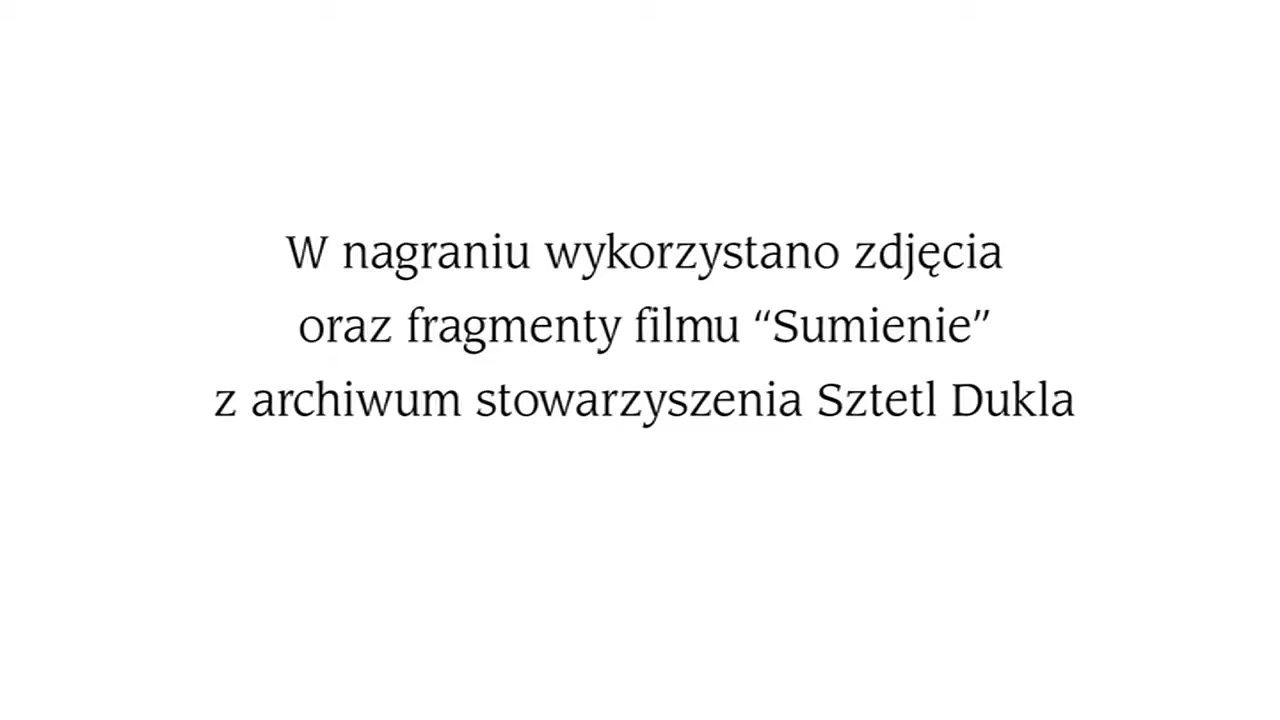 W nagraniu wykorzystano zdjęcia
oraz fragmenty filmu “Sumienie”
z archiwum stowarzyszenia Sztetl Dukla